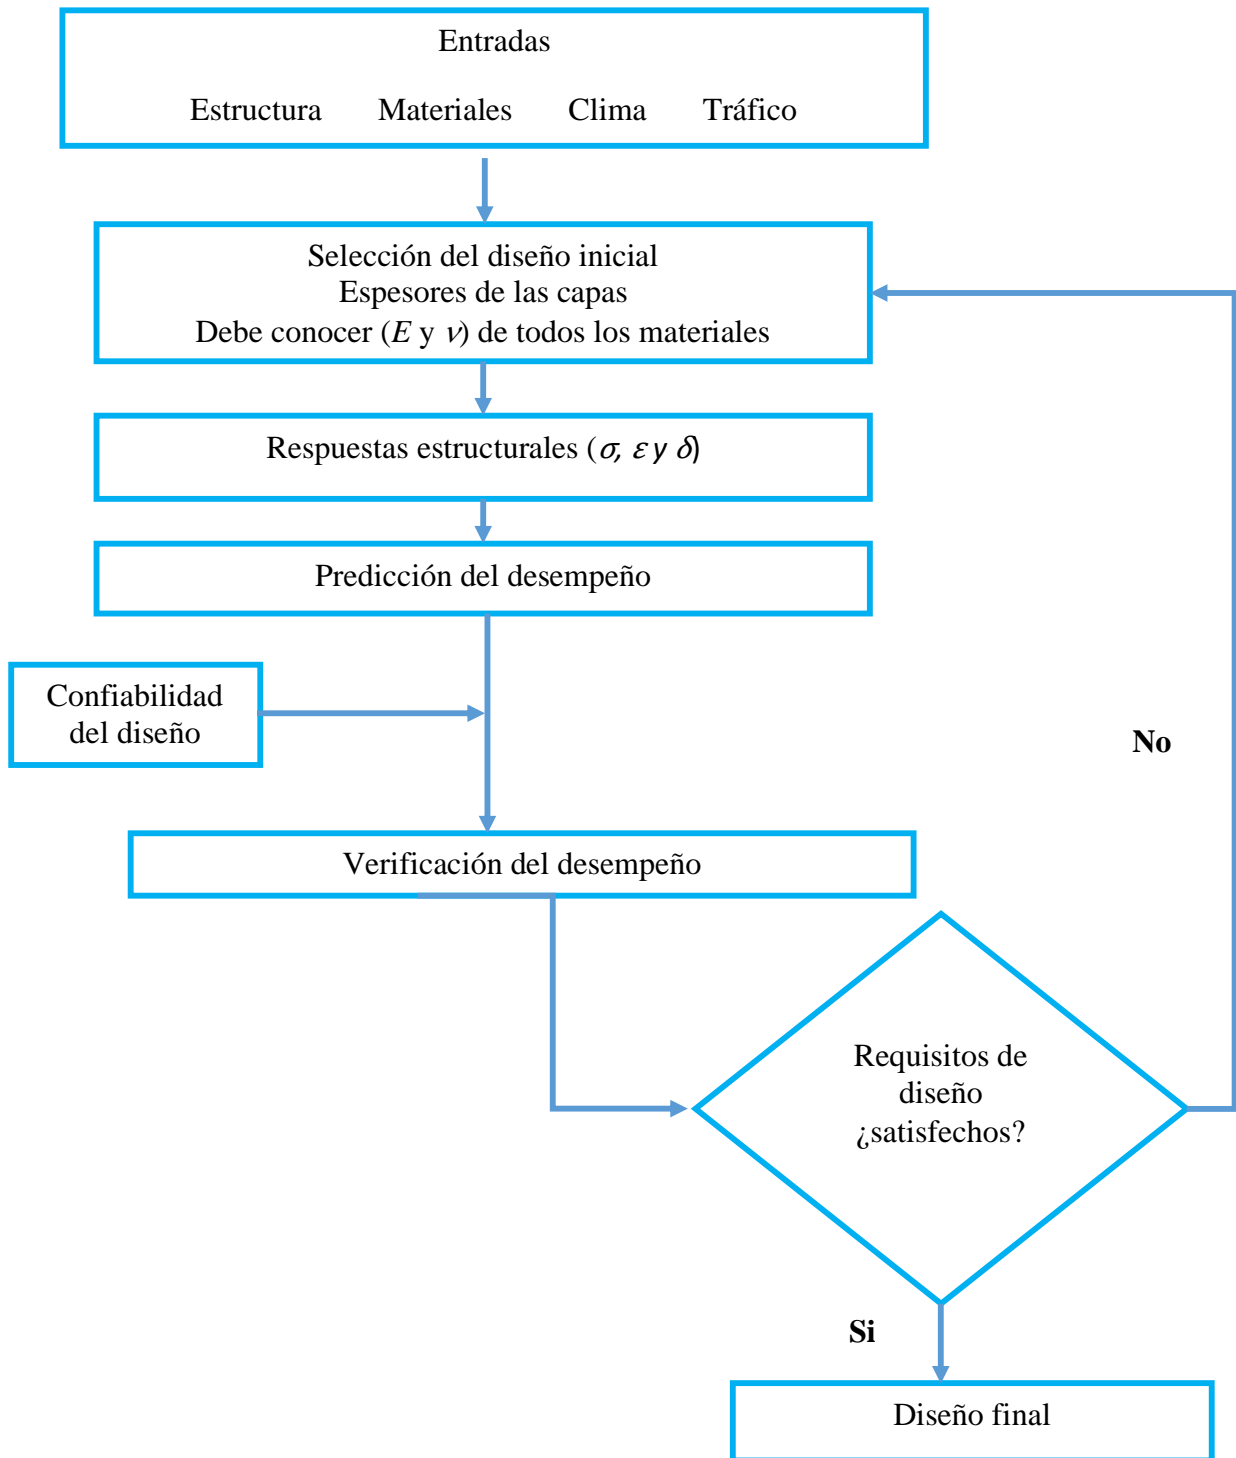 Entradas
Estructura Materiales Clima Tráfico
Selección del diseño inicial
Espesores de las capas
Debe conocer (E y ν) de todos los materiales
Respuestas estructurales (σ, ε y δ)
Predicción del desempeño
Confiabilidad
del diseño
No
Verificación del desempeño
Requisitos de
diseño
¿satisfechos?
Si
Diseño final